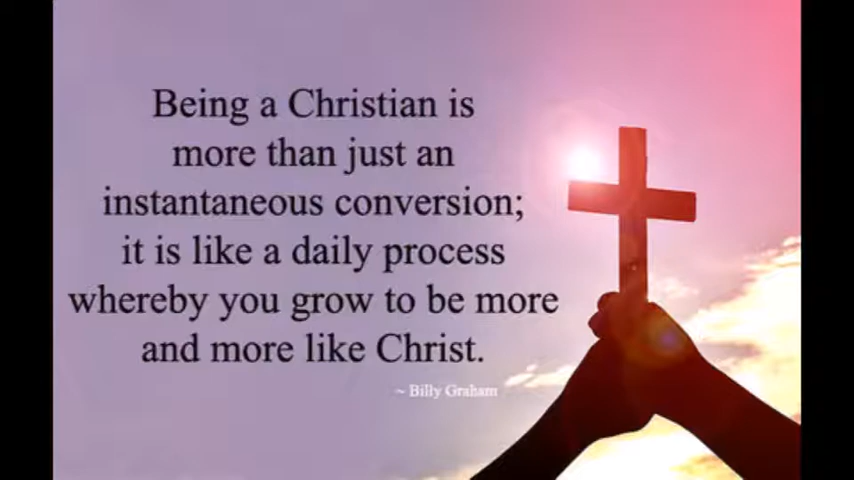 Being a Christian is
more than just an
instantaneous conversion;
it is like a daily process
whereby you grow to be more
and more like Christ.
~ Billy Graham